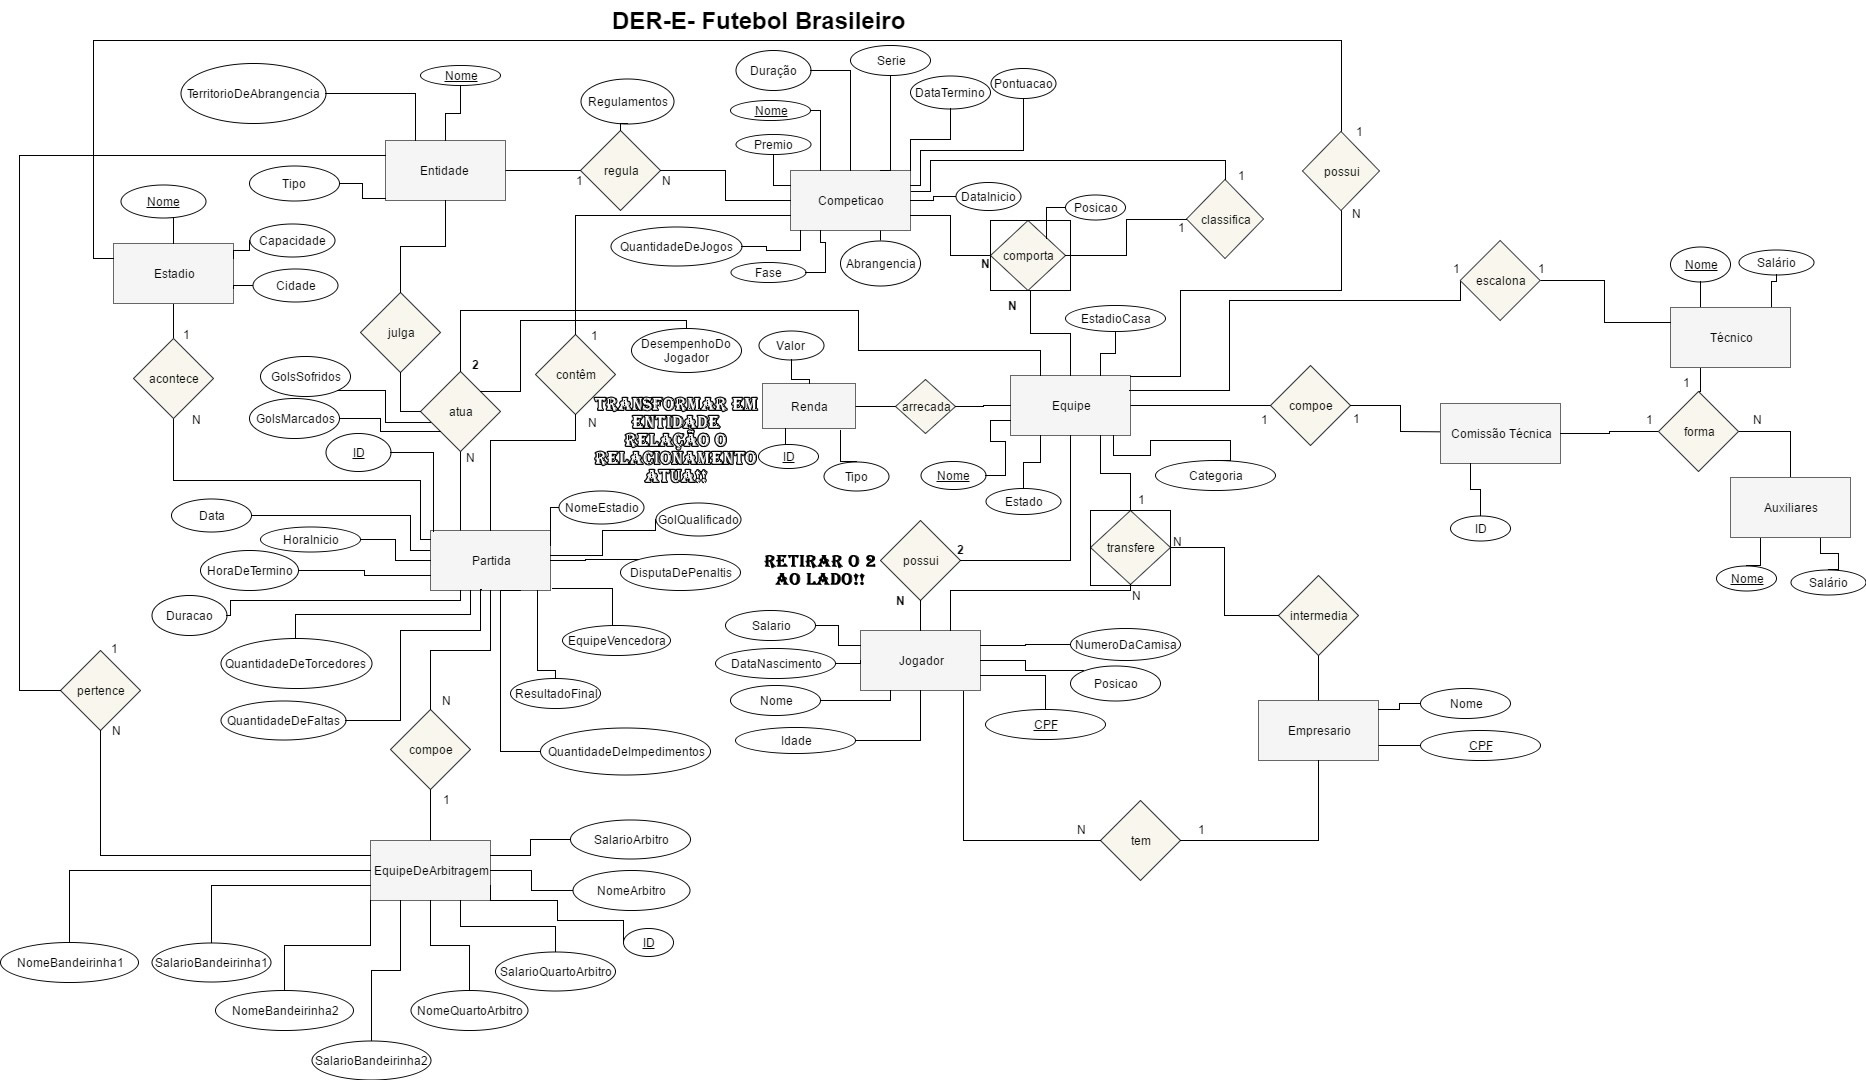 DER-E- Futebol Brasileiro
TerritorioDeAbrangencia
Nome
Entidade
Tipo
Regulamentos
1
regula
N
Duração
Serie
Nome
DataTermino
Pontuacao
Premio
Competicao
DataInicio
QuantidadeDeJogos
Fase
Abrangencia
Posicao
N
comporta
N
1
classifica
1
1
possui
N
Nome
Capacidade
Estadio
Cidade
1
acontece
N
julga
2
atua
N
GolsSofridos
GolsMarcados
ID
DesempenhoDo
Jogador
1
contêm
N
TRANSFORMAR EM
ENTIDADE
RELAÇÃO O
RELACIONAMENTO
ATUA!!
Valor
Renda
ID
Tipo
arrecada
EstadioCasa
Equipe
Nome
Estado
Categoria
1
escalona
1
Nome
Salário
Técnico
1
compoe
1
Comissão Técnica
ID
1
1
forma
N
Auxiliares
Nome
Salário
Data
HoraInicio
HoraDeTermino
Duracao
Partida
NomeEstadio
GolQualificado
DisputaDePenaltis
EquipeVencedora
ResultadoFinal
QuantidadeDeTorcedores
QuantidadeDeFaltas
QuantidadeDeImpedimentos
RETIRAR O 2
AO LADO!!
possui
2
N
1
transfere
N
N
intermedia
Salario
DataNascimento
Nome
Idade
Jogador
NumeroDaCamisa
Posicao
CPF
Empresario
Nome
CPF
N
tem
1
1
pertence
N
N
compoe
1
EquipeDeArbitragem
SalarioArbitro
NomeArbitro
ID
SalarioQuartoArbitro
NomeQuartoArbitro
NomeBandeirinha1
SalarioBandeirinha1
NomeBandeirinha2
SalarioBandeirinha2